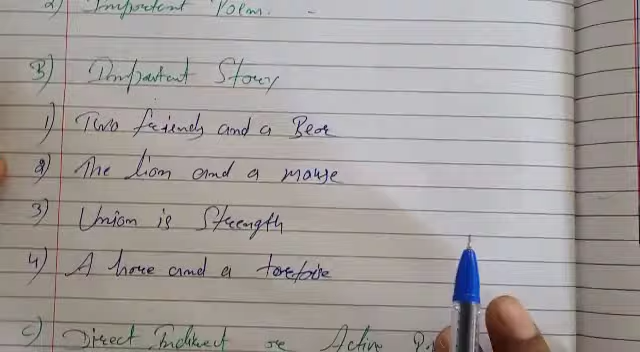 2) Important Poem. -
B) Important Story
1) Two friends and a Bear
2) The lion and a mouse
3) Union is Strength
4) A hare and a tortoise
C) Direct Indirect or Active